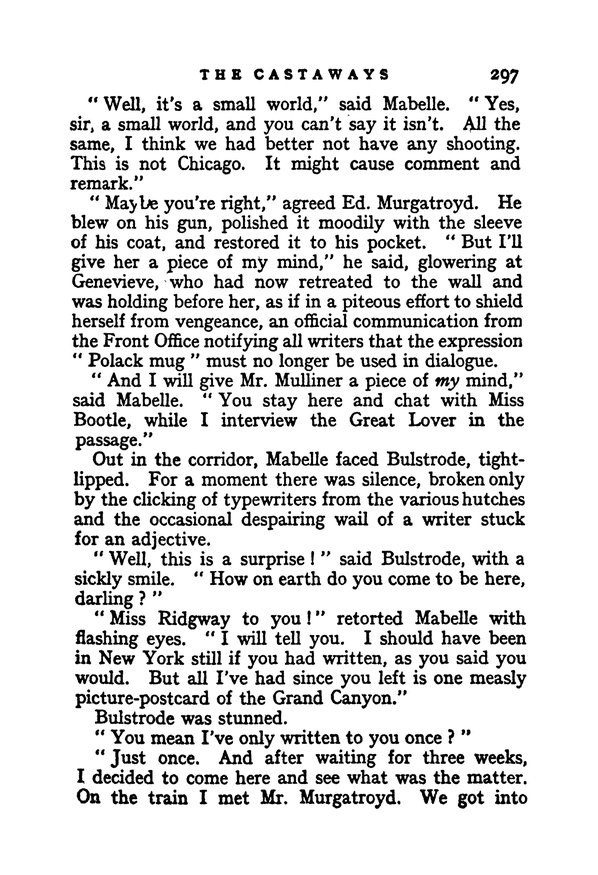 THE CASTAWAYS 297
" Well, it's a small world," said Mabelle. " Yes,
sir, a small world, and you can't say it isn't. All the
same, I think we had better not have any shooting.
This is not Chicago. It might cause comment and
remark."
" Maybe you're right," agreed Ed. Murgatroyd. He
blew on his gun, polished it moodily with the sleeve
of his coat, and restored it to his pocket. " But I'll
give her a piece of my mind," he said, glowering at
Genevieve, who had now retreated to the wall and
was holding before her, as if in a piteous effort to shield
herself from vengeance, an official communication from
the Front Office notifying all writers that the expression
" Polack mug " must no longer be used in dialogue.
" And I will give Mr. Mulliner a piece of my mind,"
said Mabelle. " You stay here and chat with Miss
Bootle, while I interview the Great Lover in the
passage."
Out in the corridor, Mabelle faced Bulstrode, tight-
lipped. For a moment there was silence, broken only
by the clicking of typewriters from the various hutches
and the occasional despairing wail of a writer stuck
for an adjective.
" Well, this is a surprise ! " said Bulstrode, with a
sickly smile. " How on earth do you come to be here,
darling ? "
" Miss Ridgway to you ! " retorted Mabelle with
flashing eyes. " I will tell you. I should have been
in New York still if you had written, as you said you
would. But all I've had since you left is one measly
picture-postcard of the Grand Canyon."
Bulstrode was stunned.
" You mean I've only written to you once ? "
" Just once. And after waiting for three weeks,
I decided to come here and see what was the matter.
On the train I met Mr. Murgatroyd. We got into